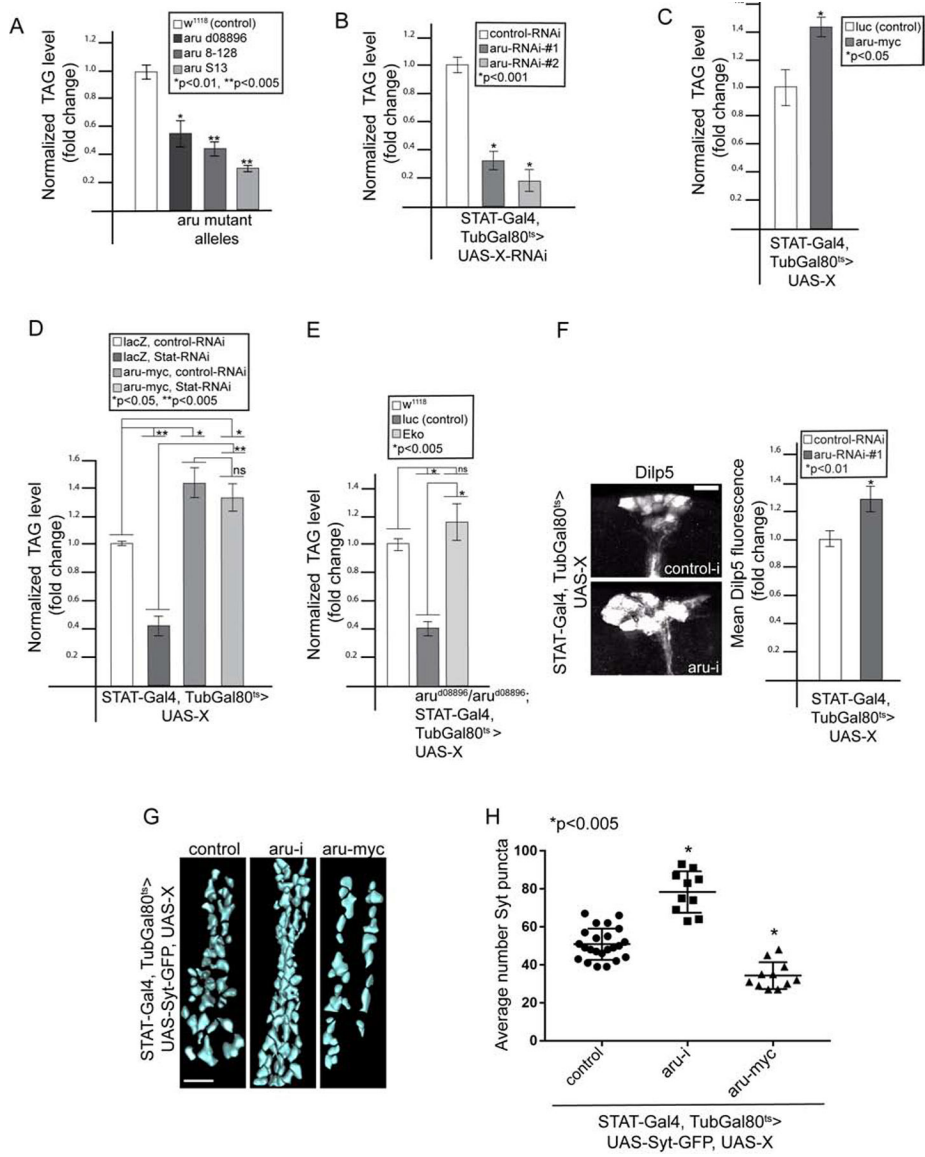 A
w¹¹¹⁸ (control)
aru d08896
aru 8-128
aru S13
*p<0.01, **p<0.005
Normalized TAG level
(fold change)
1.2
1.0
0.8
0.6
0.4
0.2
*
**
**
aru mutant
alleles
B
control-RNAi
aru-RNAi-#1
aru-RNAi-#2
*p<0.001
Normalized TAG level
(fold change)
1.2
1.0
0.8
0.6
0.4
0.2
*
*
STAT-Gal4,
TubGal80ᵗˢ>
UAS-X-RNAi
C
luc (control)
aru-myc
*p<0.05
Normalized TAG level
(fold change)
1.4
1.2
1.0
0.8
0.6
0.4
0.2
*
STAT-Gal4,
TubGal80ᵗˢ>
UAS-X
D
lacZ, control-RNAi
lacZ, Stat-RNAi
aru-myc, control-RNAi
aru-myc, Stat-RNAi
*p<0.05, **p<0.005
** * *
**
ns
Normalized TAG level
(fold change)
1.6
1.4
1.2
1.0
0.8
0.6
0.4
0.2
STAT-Gal4, TubGal80ᵗˢ>
UAS-X
E
w¹¹¹⁸
luc (control)
Eko
*p<0.005
* ns
*
Normalized TAG level
(fold change)
1.4
1.2
1.0
0.8
0.6
0.4
0.2
aruᵈ⁰⁸⁸⁹⁶/aruᵈ⁰⁸⁸⁹⁶;
STAT-Gal4,
TubGal80ᵗˢ>
UAS-X
F
Dilp5
STAT-Gal4, TubGal80ᵗˢ>
UAS-X
control-i
aru-i
control-RNAi
aru-RNAi-#1
*p<0.01
Mean Dilp5 fluorescence
(fold change)
1.6
1.4
1.2
1.0
0.8
0.6
0.4
0.2
*
STAT-Gal4,
TubGal80ᵗˢ>
UAS-X
G
control aru-i aru-myc
STAT-Gal4, TubGal80ᵗˢ>
UAS-Syt-GFP, UAS-X
H
*p<0.005
Average number Syt puncta
100
80
60
40
20
0
*
*
control
aru-i
aru-myc
STAT-Gal4, TubGal80ᵗˢ>
UAS-Syt-GFP, UAS-X